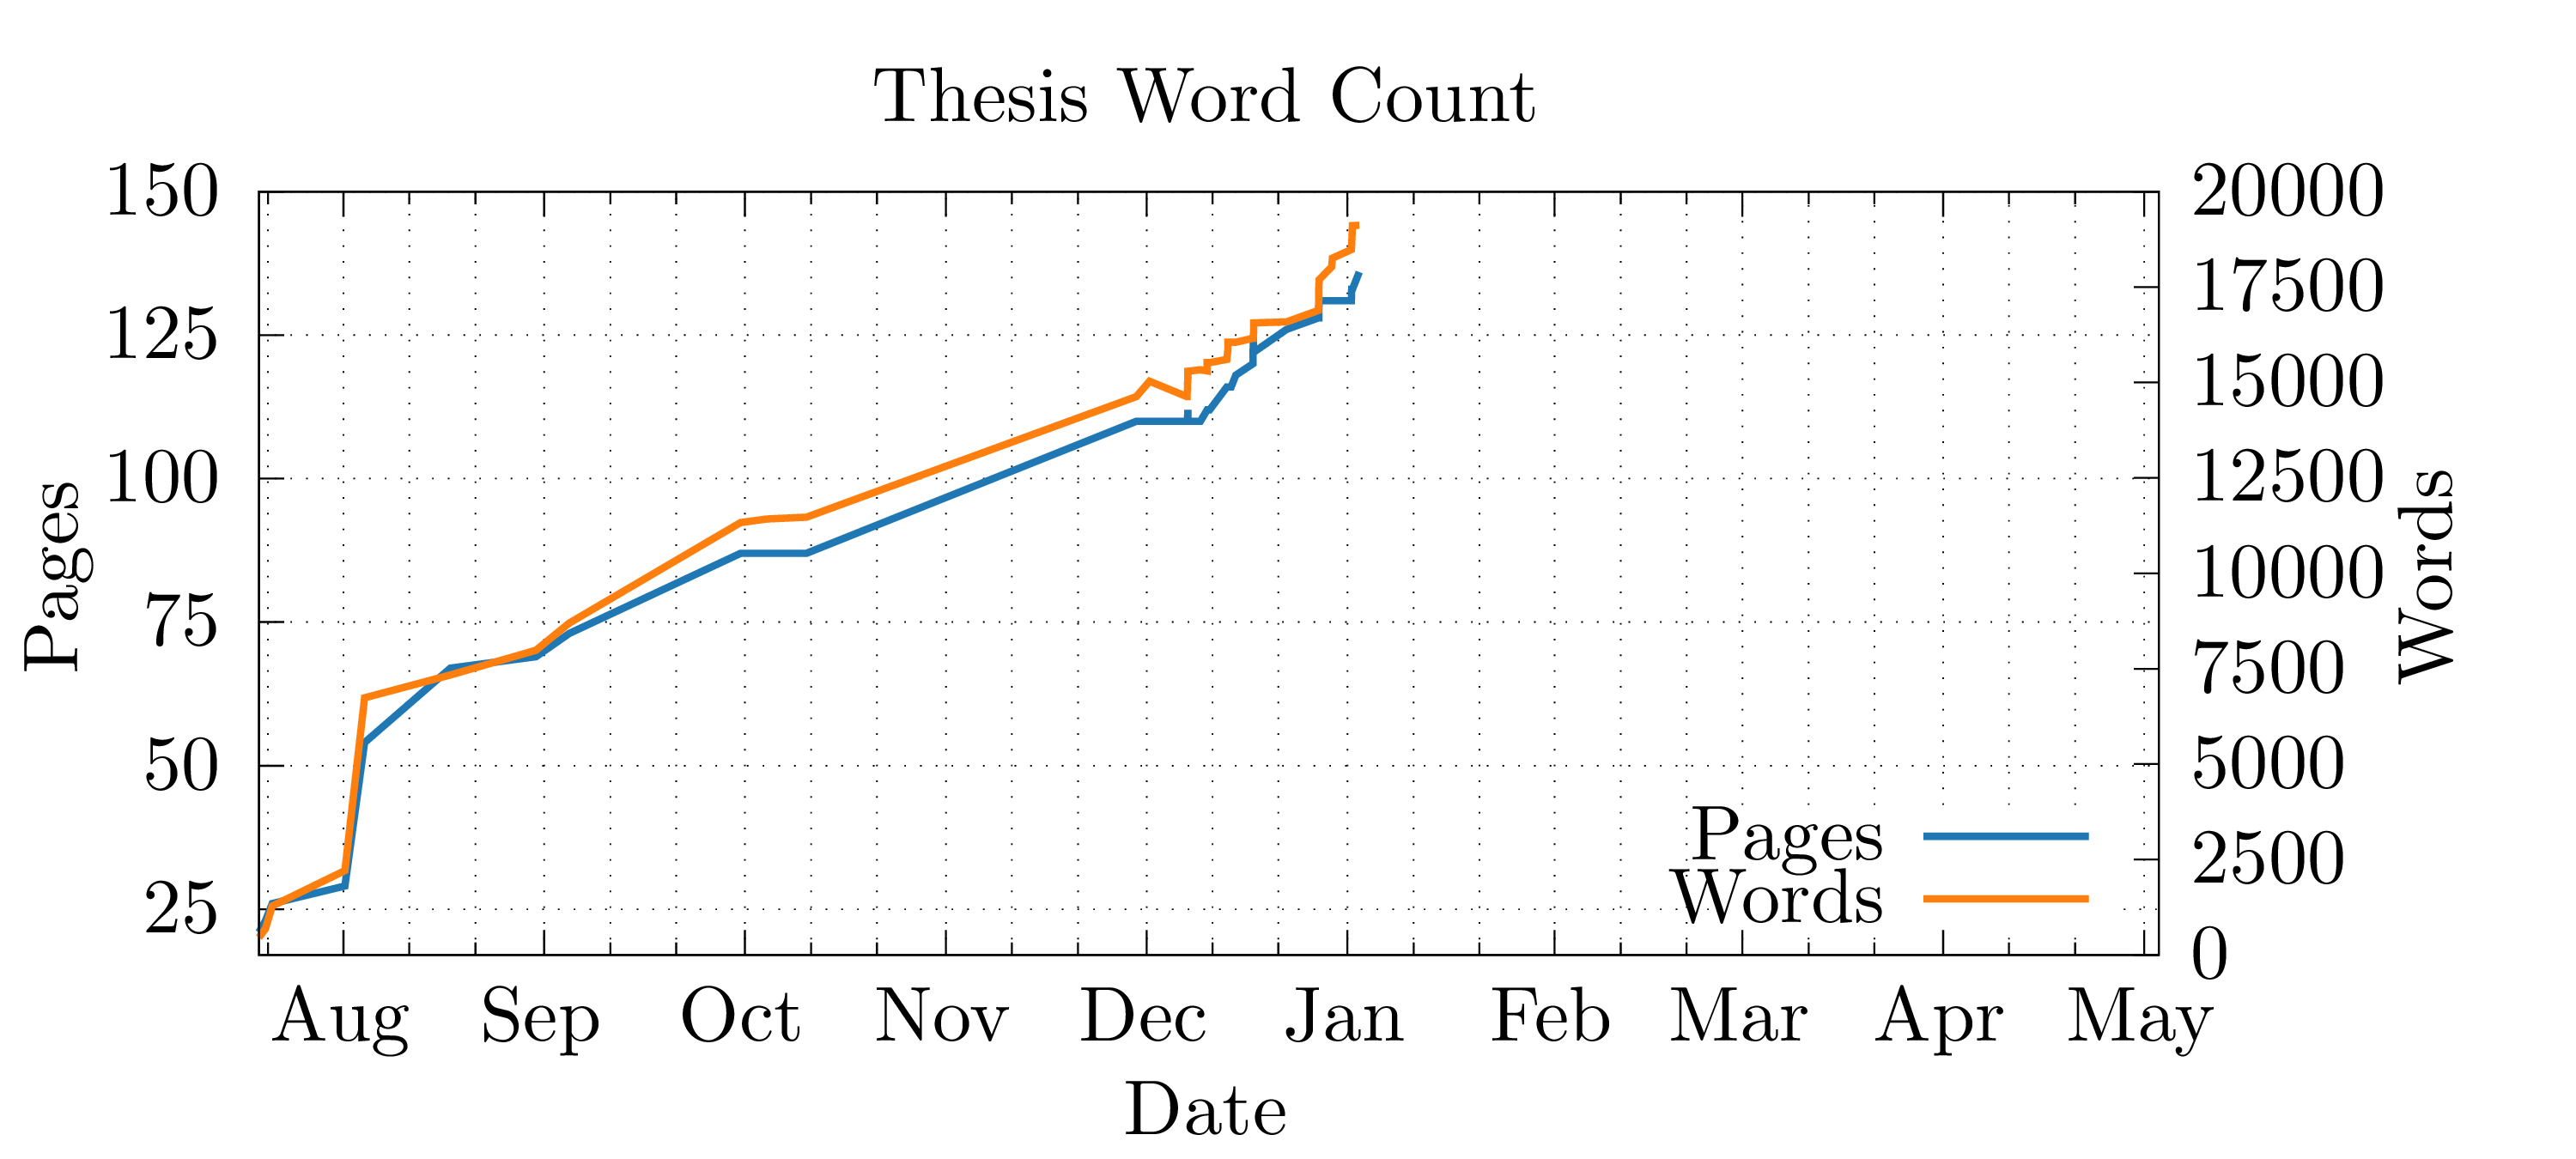 Thesis Word Count
150
125
100
75
50
25
Pages
20000
17500
15000
12500
10000
7500
5000
2500
0
Words
Pages
Words
Aug Sep Oct Nov Dec Jan Feb Mar Apr May
Date